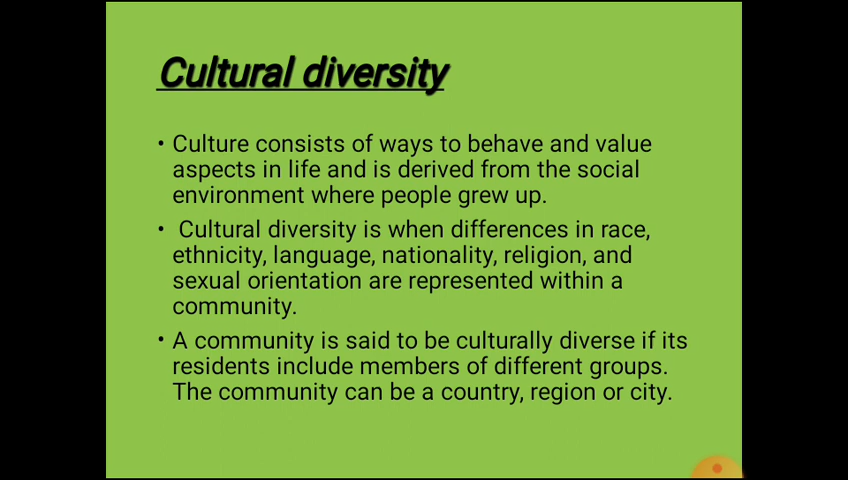 Cultural diversity
• Culture consists of ways to behave and value
aspects in life and is derived from the social
environment where people grew up.
• Cultural diversity is when differences in race,
ethnicity, language, nationality, religion, and
sexual orientation are represented within a
community.
• A community is said to be culturally diverse if its
residents include members of different groups.
The community can be a country, region or city.